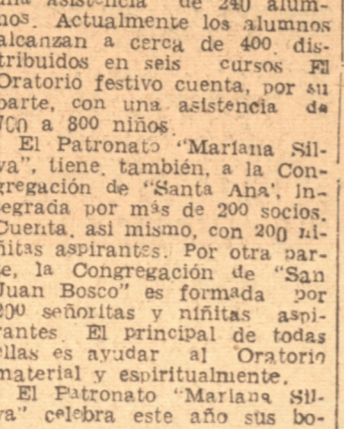 una asistencia de 240 alum-
nos. Actualmente los alumnos
alcanzan a cerca de 400, dis-
tribuidos en seis cursos El
Oratorio festivo cuenta, por su
parte, con una asistencia de
700 a 800 niños.
El Patronato "Mariana Sil-
va", tiene, también, a la Con-
gregación de "Santa Ana', in-
tegrada por más de 200 socios.
Cuenta, asi mismo, con 200 ni-
ñitas aspirantes. Por otra par-
te, la Congregación de "San
Juan Bosco" es formada por
200 señoritas y niñitas aspi-
rantes. El principal de todas
ellas es ayudar al Oratorio
material y espiritualmente.
El Patronato "Mariana Sil-
va" celebra este año sus bo-